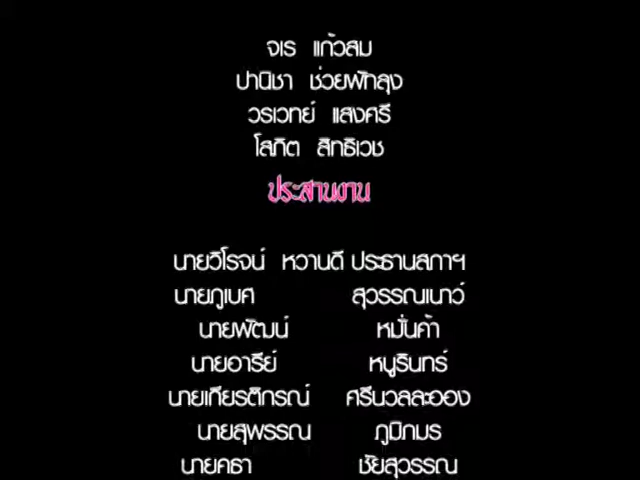 จเร แก้วสม
ปานิชา ช่วยพัทลุง
วรเวทย์ แสงศรี
โสภิต สิทธิเวช
ประสานงาน
นายวิโรจน์ หวานดี ประธานสภาฯ
นายภูเบศ สุวรรณเนาว์
นายพัฒน์ หมั่นค้า
นายอารีย์ หนูรินทร์
นายเกียรติกรณ์ ศรีนวลละออง
นายสุพรรณ ภูมิภมร
นายคธา ชัยสุวรรณ